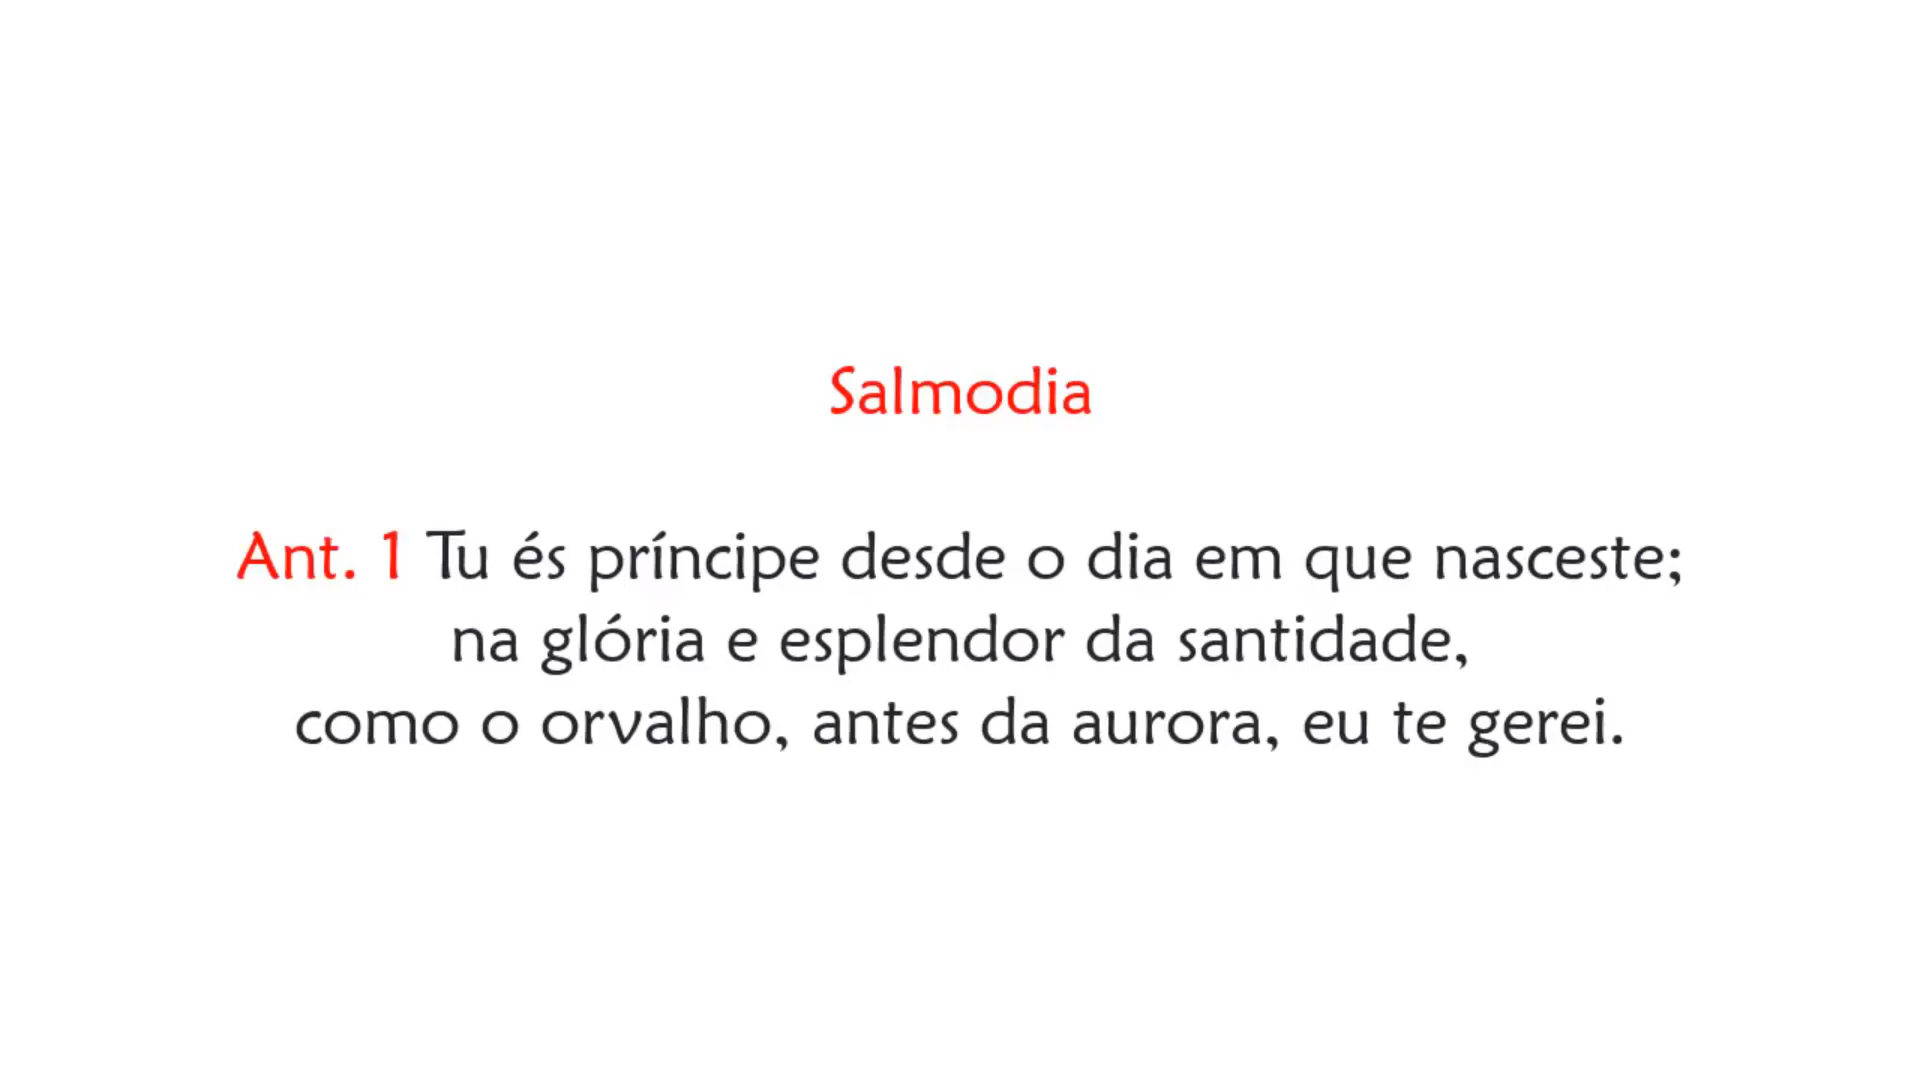 Salmodia
Ant. 1 Tu és príncipe desde o dia em que nasceste;
na glória e esplendor da santidade,
como o orvalho, antes da aurora, eu te gerei.